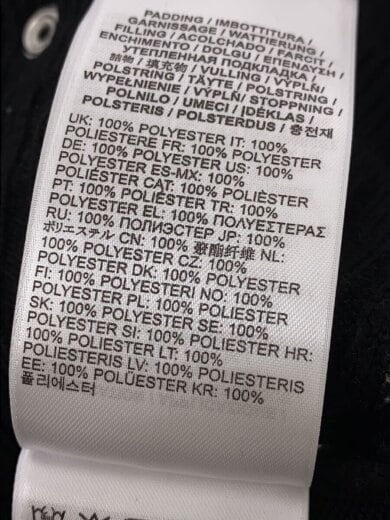 PADDING / IMBOTTITURA /
GARNISSAGE / WATTIERUNG /
FILLING / ACOLCHADO / FARCIT /
ENCHIMENTO / DOLGU / ΕΠΕΝΔΥΣΗ /
УТЕПЛЕННАЯ ПОДКЛАДКА /
詰物 / 填充物 / VULLING / VÝPLŇ /
POLSTRING / TÄYTE / POLSTRING /
WYPEŁNIENIE / VÝPLŇ / STOPPNING /
POLNILO / UMECI / ĮDĖKLAS /
POLSTERIS / POLSTERDUS / 충전재
UK: 100% POLYESTER IT: 100%
POLIESTERE FR: 100% POLYESTER
DE: 100% POLYESTER US: 100%
POLYESTER ES-MX: 100%
POLIÉSTER CAT: 100% POLIÈSTER
PT: 100% POLIÉSTER TR: 100%
POLYESTER EL: 100% ΠΟΛΥΕΣΤΕΡΑΣ
RU: 100% ПОЛИЭСТЕР JP: 100%
ポリエステル CN: 100% 聚酯纤维 NL:
100% POLYESTER CZ: 100%
POLYESTER DK: 100% POLYESTER
FI: 100% POLYESTERI NO: 100%
POLYESTER PL: 100% POLIESTER
SK: 100% POLYESTER SE: 100%
POLYESTER SI: 100% POLIESTER HR:
100% POLIESTER LT: 100%
POLIESTERIS LV: 100% POLIESTERIS
EE: 100% POLÜESTER KR: 100%
폴리에스터